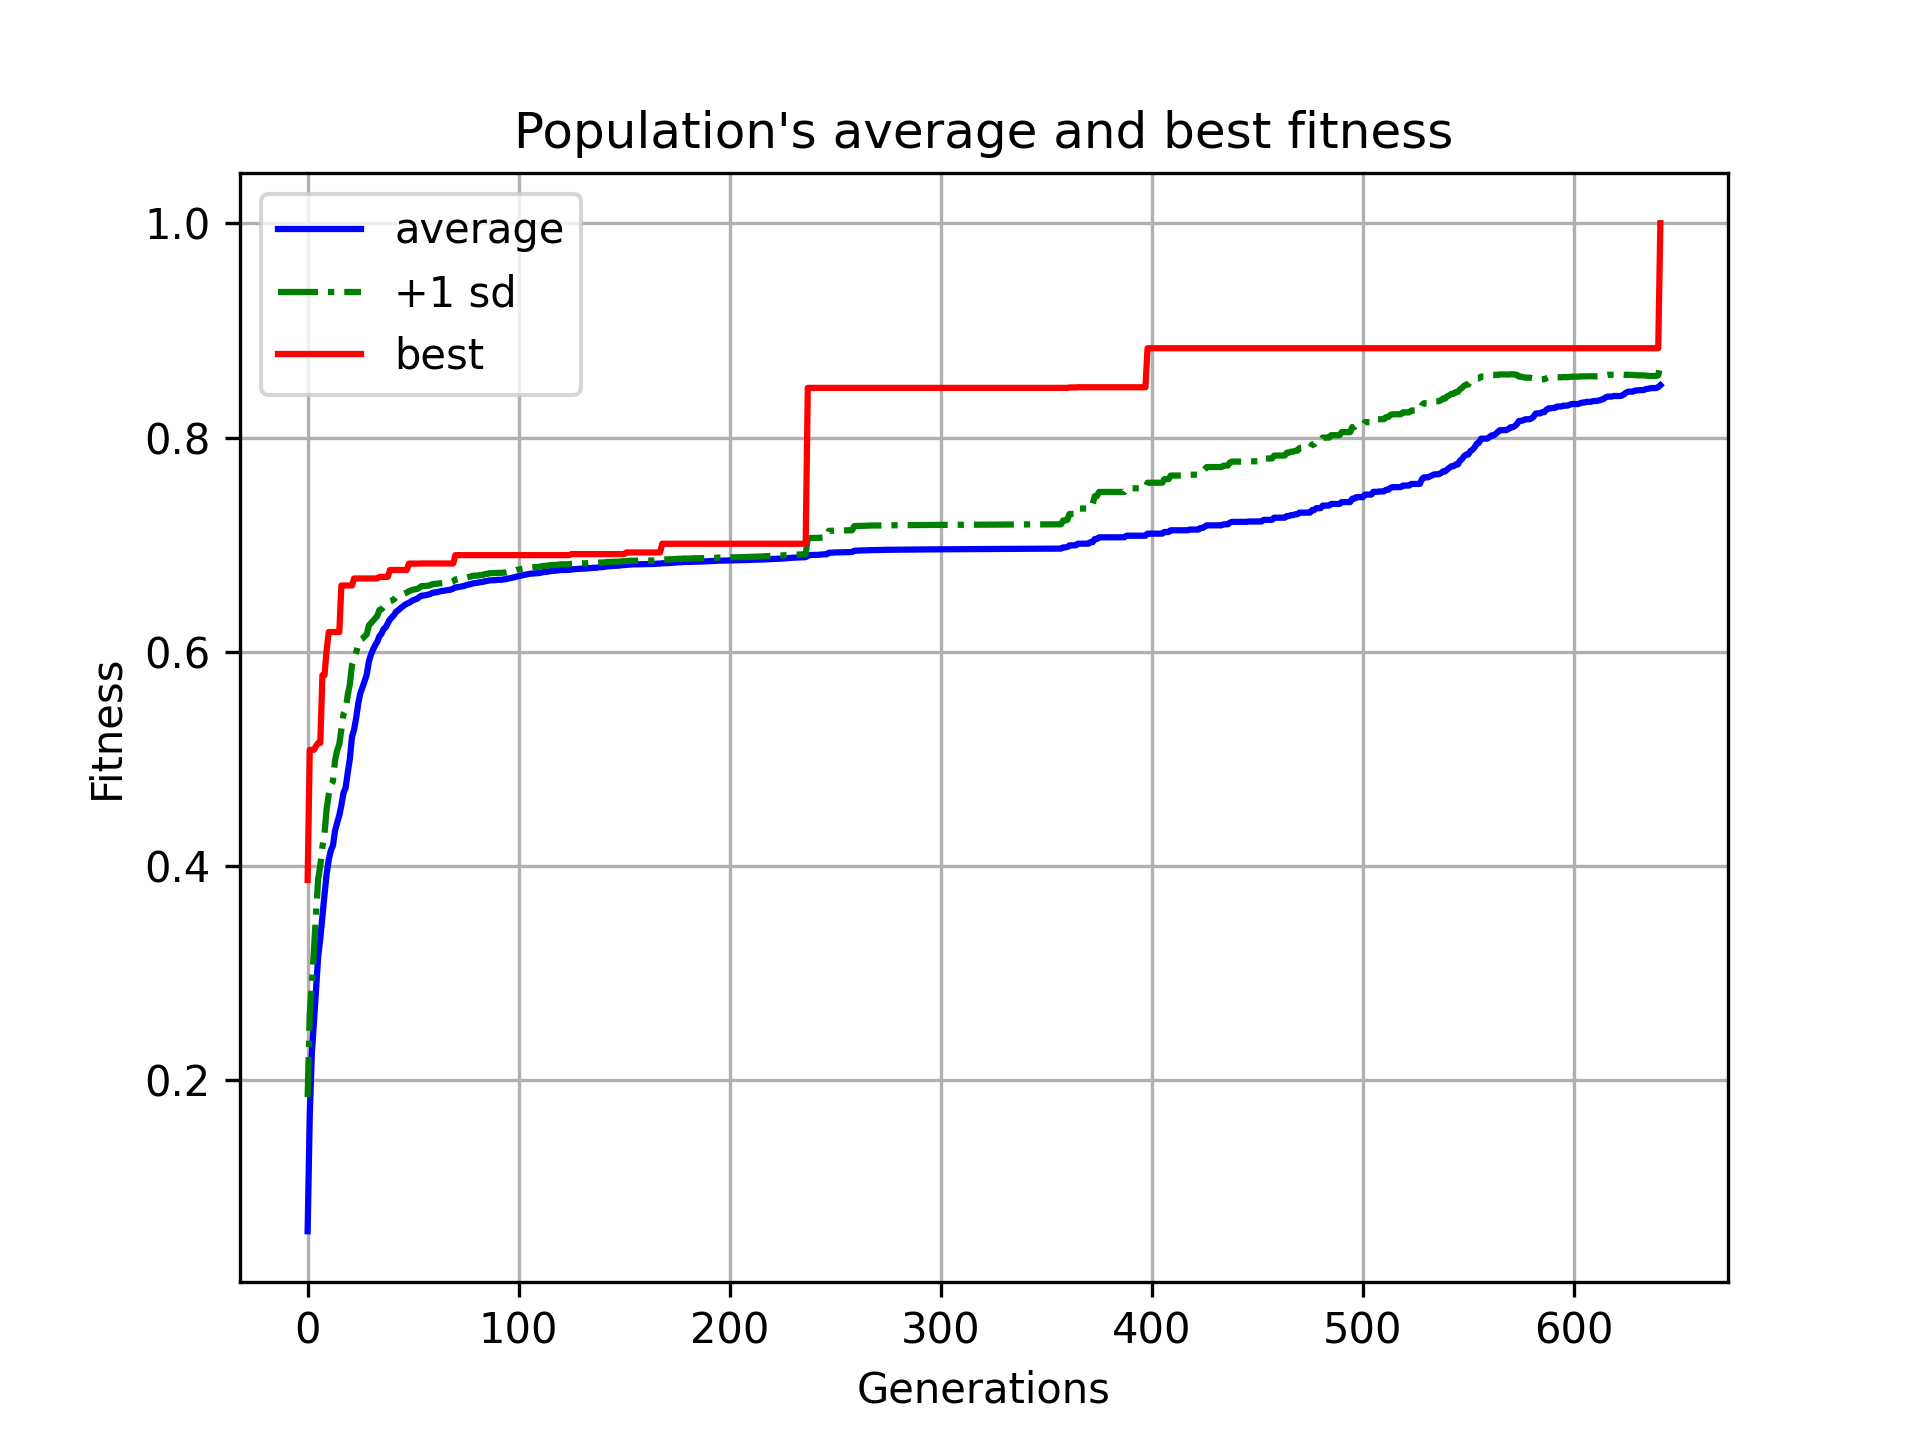 Population's average and best fitness
average
+1 sd
best
1.0
0.8
0.6
0.4
0.2
Fitness
0 100 200 300 400 500 600
Generations